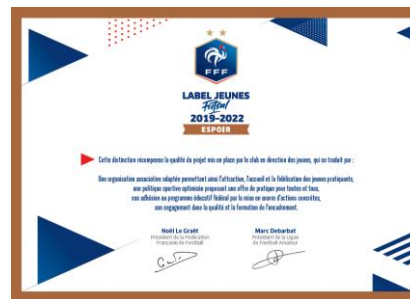 FFF
LABEL JEUNES
Futsal
2019-2022
ESPOIR
Cette distinction récompense la qualité du projet mis en place par le club en direction des jeunes, qui se traduit par :
Une organisation associative adaptée permettant ainsi l'attraction, l'accueil et la fidélisation des jeunes pratiquants,
une politique sportive optimisée proposant une offre de pratique pour toutes et tous,
son adhésion au programme éducatif fédéral par la mise en œuvre d'actions concrètes,
son engagement dans la qualité et la formation de l'encadrement.
Noël Le Graët
Président de la Fédération
Française de Football
Marc Debarbat
Président de la Ligue
du Football Amateur